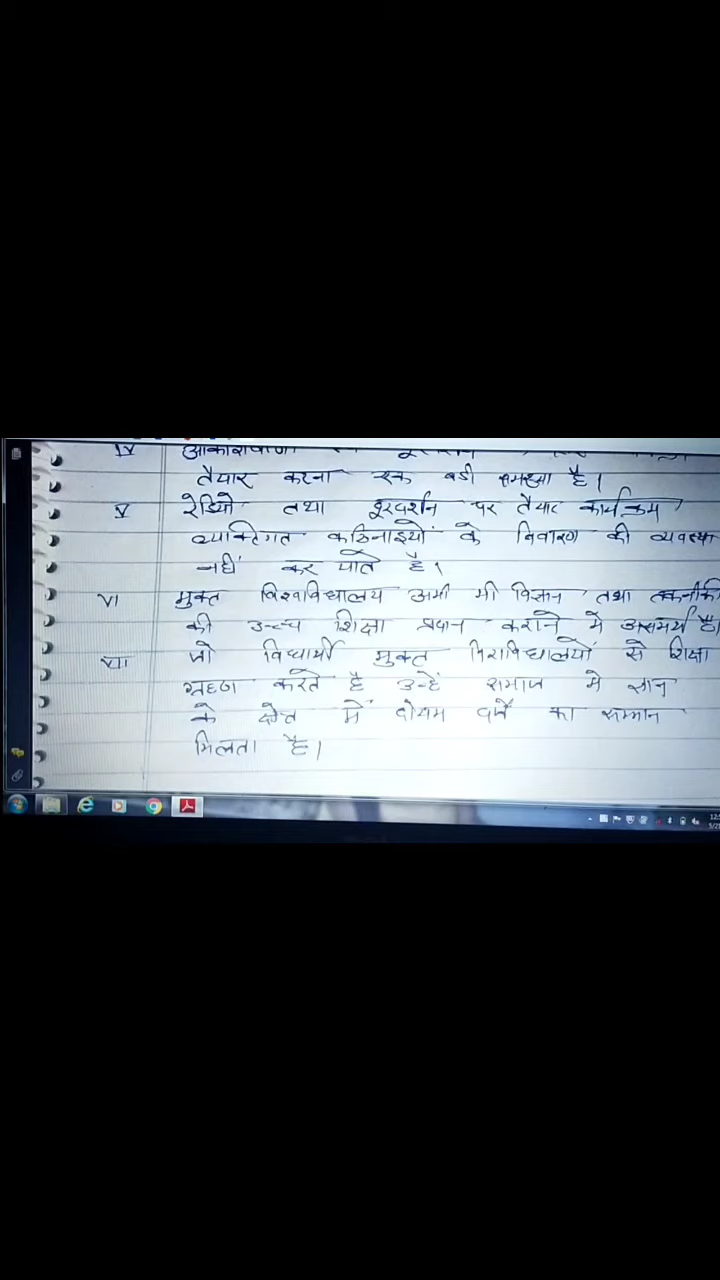 IV आकाशवाणी
तैयार करना एक बडी समस्या है।
V रेडियो तथा दूरदर्शन पर तैयार कार्यक्रम
व्यक्तिगत कठिनाइयों के निवारण की व्यवस्था
नहीं कर पाते है।
VI मुक्त विश्वविद्यालय अभी भी विज्ञान तथा तकनीकी
की उच्च शिक्षा प्रदान कराने में असमर्थ है।
VII जो विद्यार्थी मुक्त विश्वविद्यालयों से शिक्षा
ग्रहण करते है उन्हें समाज मे
के क्षेत्र में दोयम दर्जे का सम्मान
मिलता है।